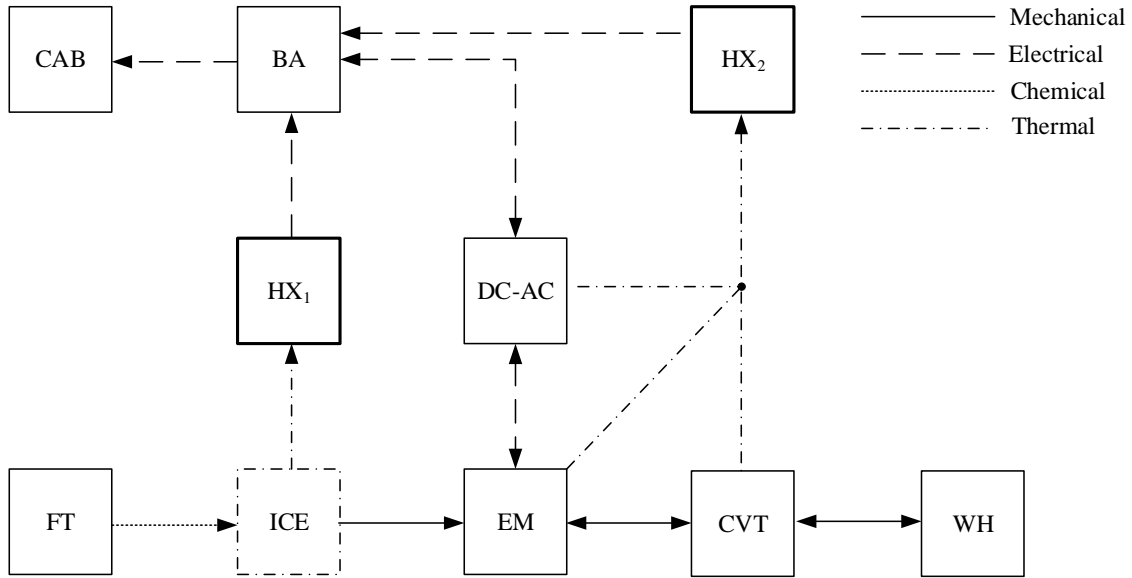 CAB
BA
HX₂
Mechanical
Electrical
Chemical
Thermal
HX₁
DC-AC
FT
ICE
EM
CVT
WH